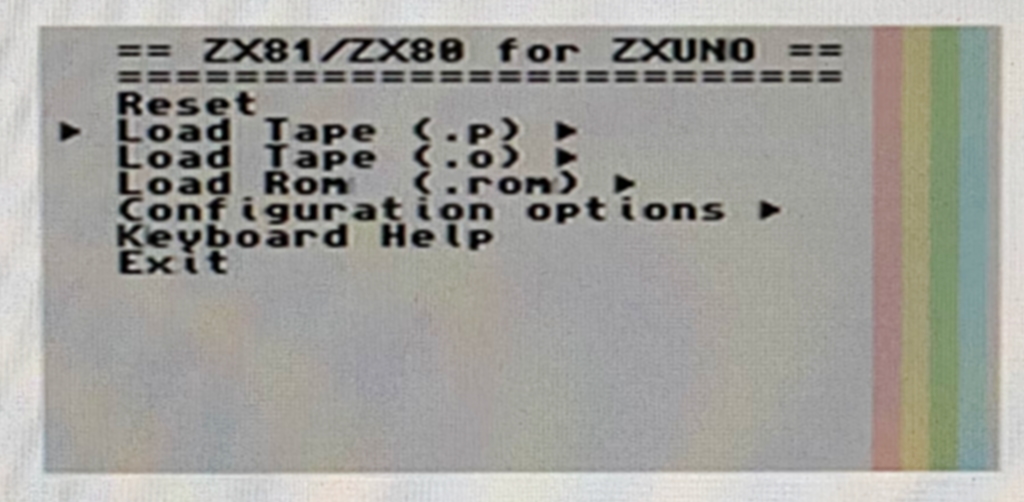 == ZX81/ZX80 for ZXUNO ==
=========================
Reset
► Load Tape (.p) ►
Load Tape (.o) ►
Load Rom  (.rom) ►
Configuration options ►
Keyboard Help
Exit